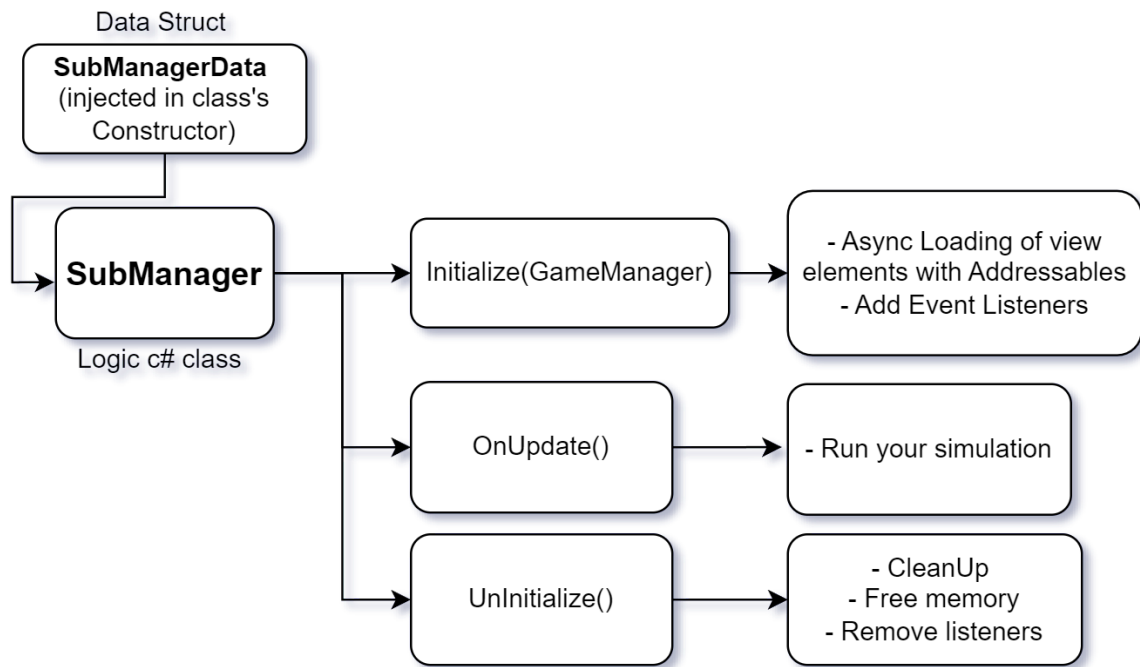 Data Struct
SubManagerData
(injected in class's
Constructor)
SubManager
Logic c# class
Initialize(GameManager)
- Async Loading of view
elements with Addressables
- Add Event Listeners
OnUpdate()
- Run your simulation
UnInitialize()
- CleanUp
- Free memory
- Remove listeners